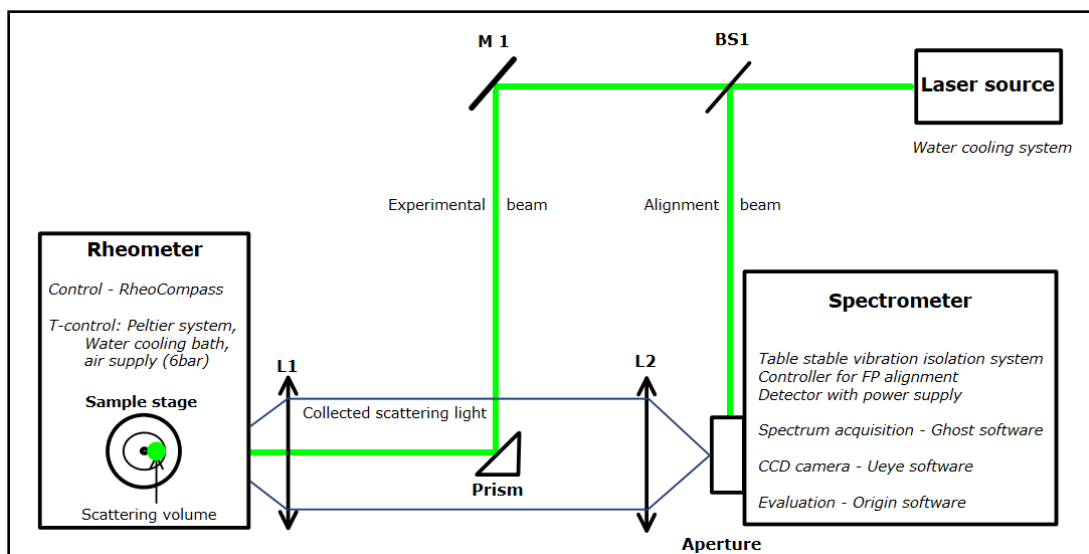 M 1
BS1
Laser source
Water cooling system
Experimental beam
Alignment beam
Rheometer
Control - RheoCompass
T-control: Peltier system,
Water cooling bath,
air supply (6bar)
Sample stage
Scattering volume
L1
Collected scattering light
Prism
L2
Aperture
Spectrometer
Table stable vibration isolation system
Controller for FP alignment
Detector with power supply
Spectrum acquisition - Ghost software
CCD camera - Ueye software
Evaluation - Origin software